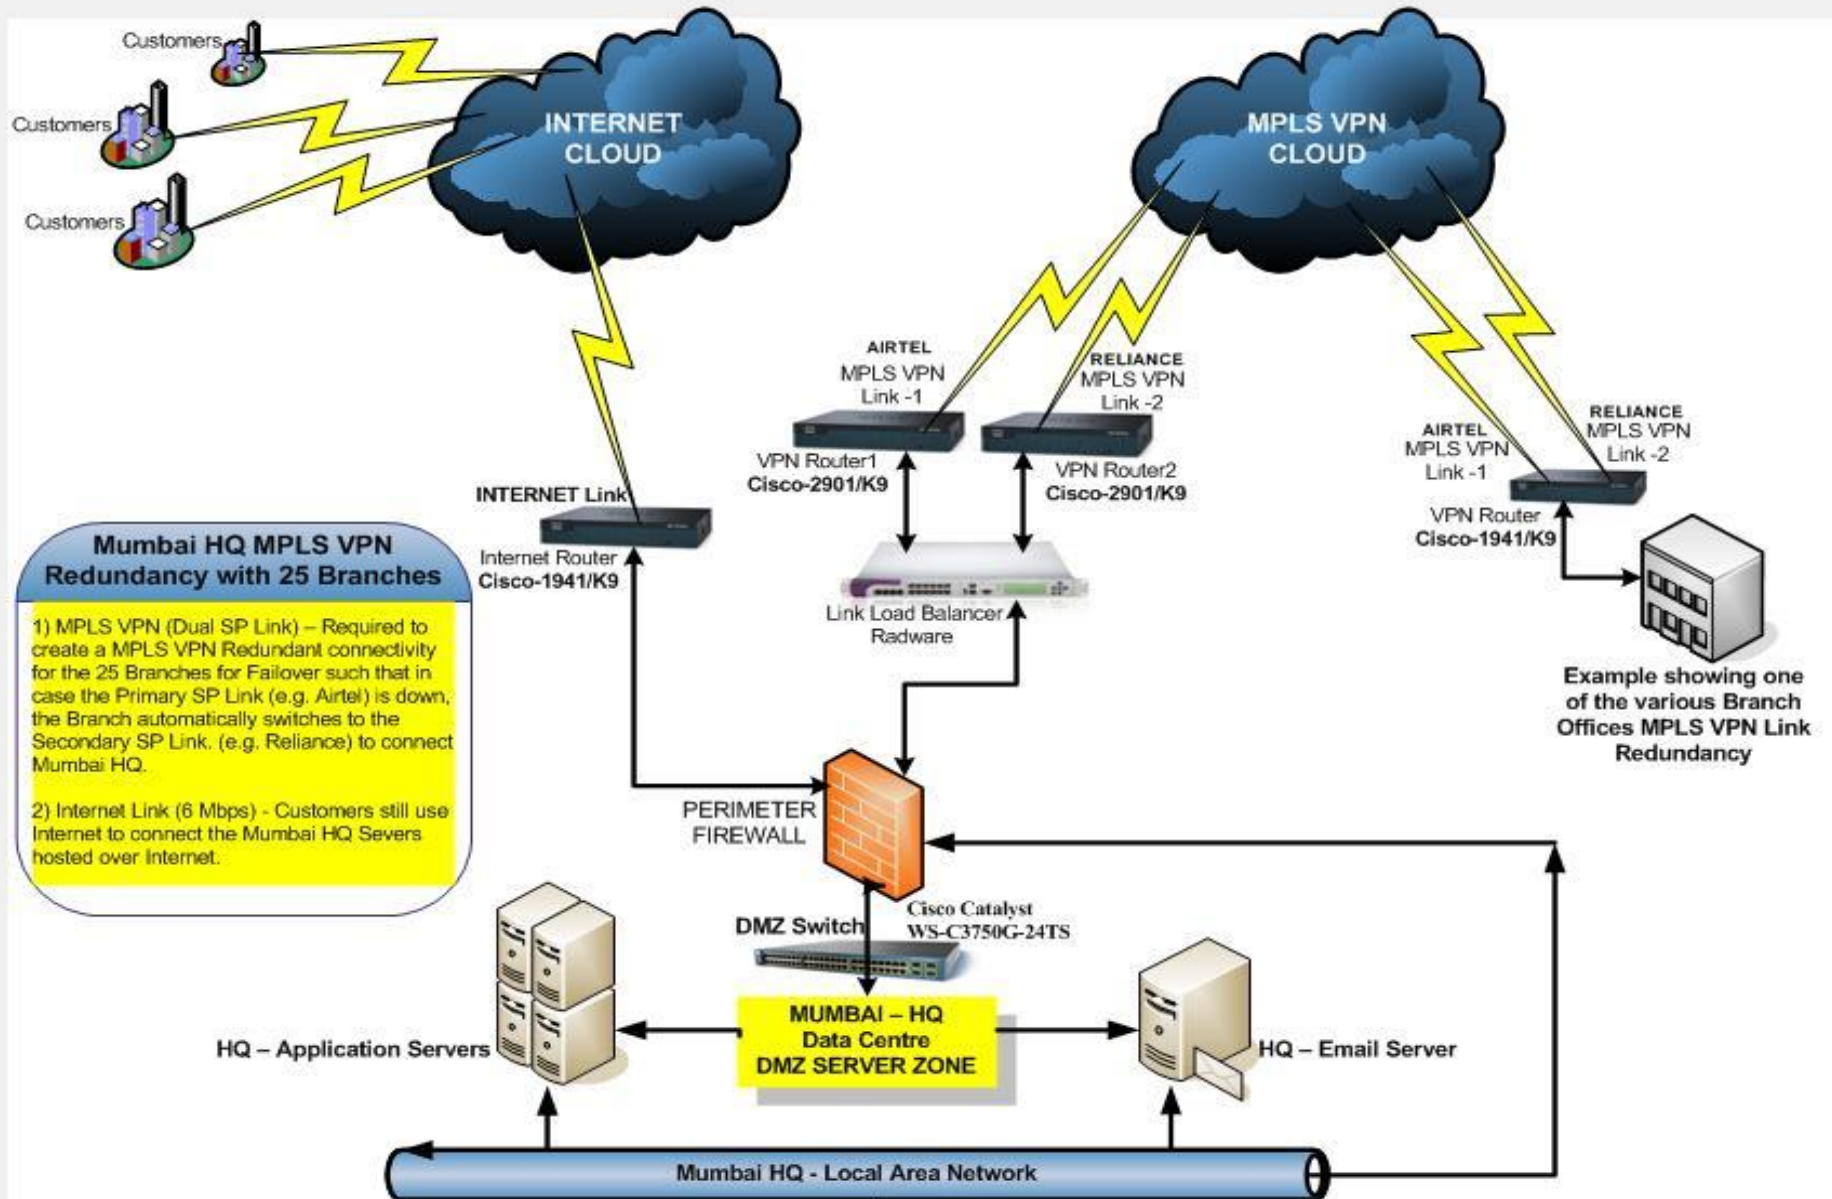 Customers
Customers
Customers
INTERNET
CLOUD
MPLS VPN
CLOUD
AIRTEL
MPLS VPN
Link -1
RELIANCE
MPLS VPN
Link -2
VPN Router1
Cisco-2901/K9
VPN Router2
Cisco-2901/K9
AIRTEL
MPLS VPN
Link -1
RELIANCE
MPLS VPN
Link -2
VPN Router
Cisco-1941/K9
INTERNET Link
Internet Router
Cisco-1941/K9
Link Load Balancer
Radware
Example showing one
of the various Branch
Offices MPLS VPN Link
Redundancy
Mumbai HQ MPLS VPN
Redundancy with 25 Branches
1) MPLS VPN (Dual SP Link) – Required to
create a MPLS VPN Redundant connectivity
for the 25 Branches for Failover such that in
case the Primary SP Link (e.g. Airtel) is down,
the Branch automatically switches to the
Secondary SP Link. (e.g. Reliance) to connect
Mumbai HQ.
2) Internet Link (6 Mbps) - Customers still use
Internet to connect the Mumbai HQ Severs
hosted over Internet.
PERIMETER
FIREWALL
DMZ Switch
Cisco Catalyst
WS-C3750G-24TS
MUMBAI – HQ
Data Centre
DMZ SERVER ZONE
HQ – Application Servers
HQ – Email Server
Mumbai HQ - Local Area Network